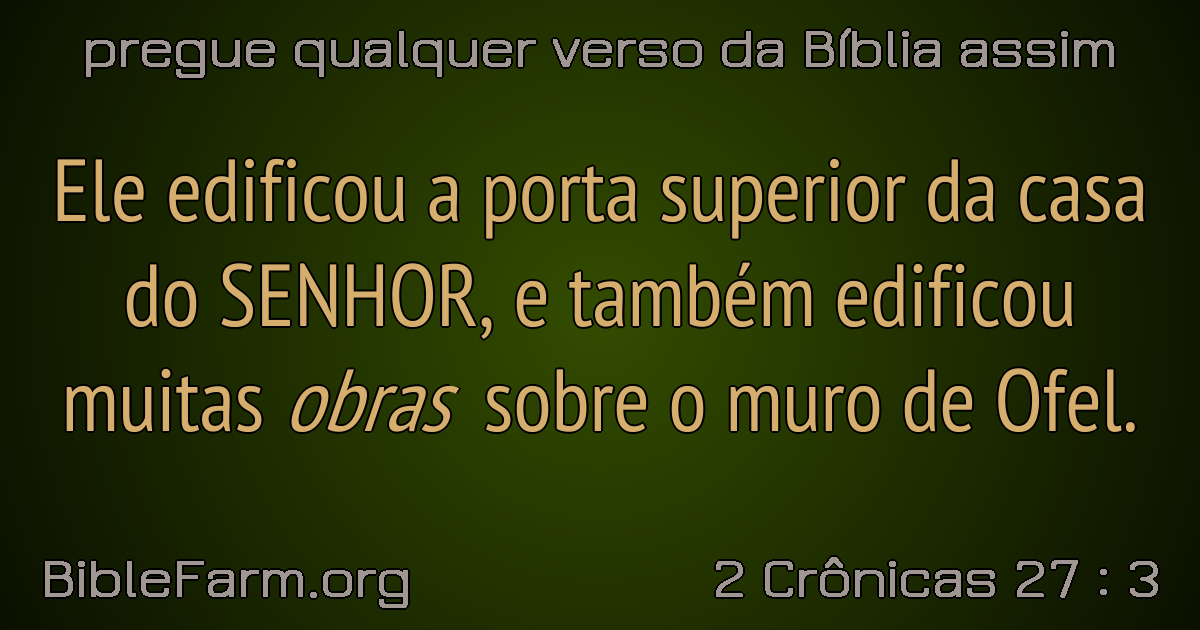 pregue qualquer verso da Bíblia assim
Ele edificou a porta superior da casa
do SENHOR, e também edificou
muitas obras sobre o muro de Ofel.
BibleFarm.org
2 Crônicas 27 : 3